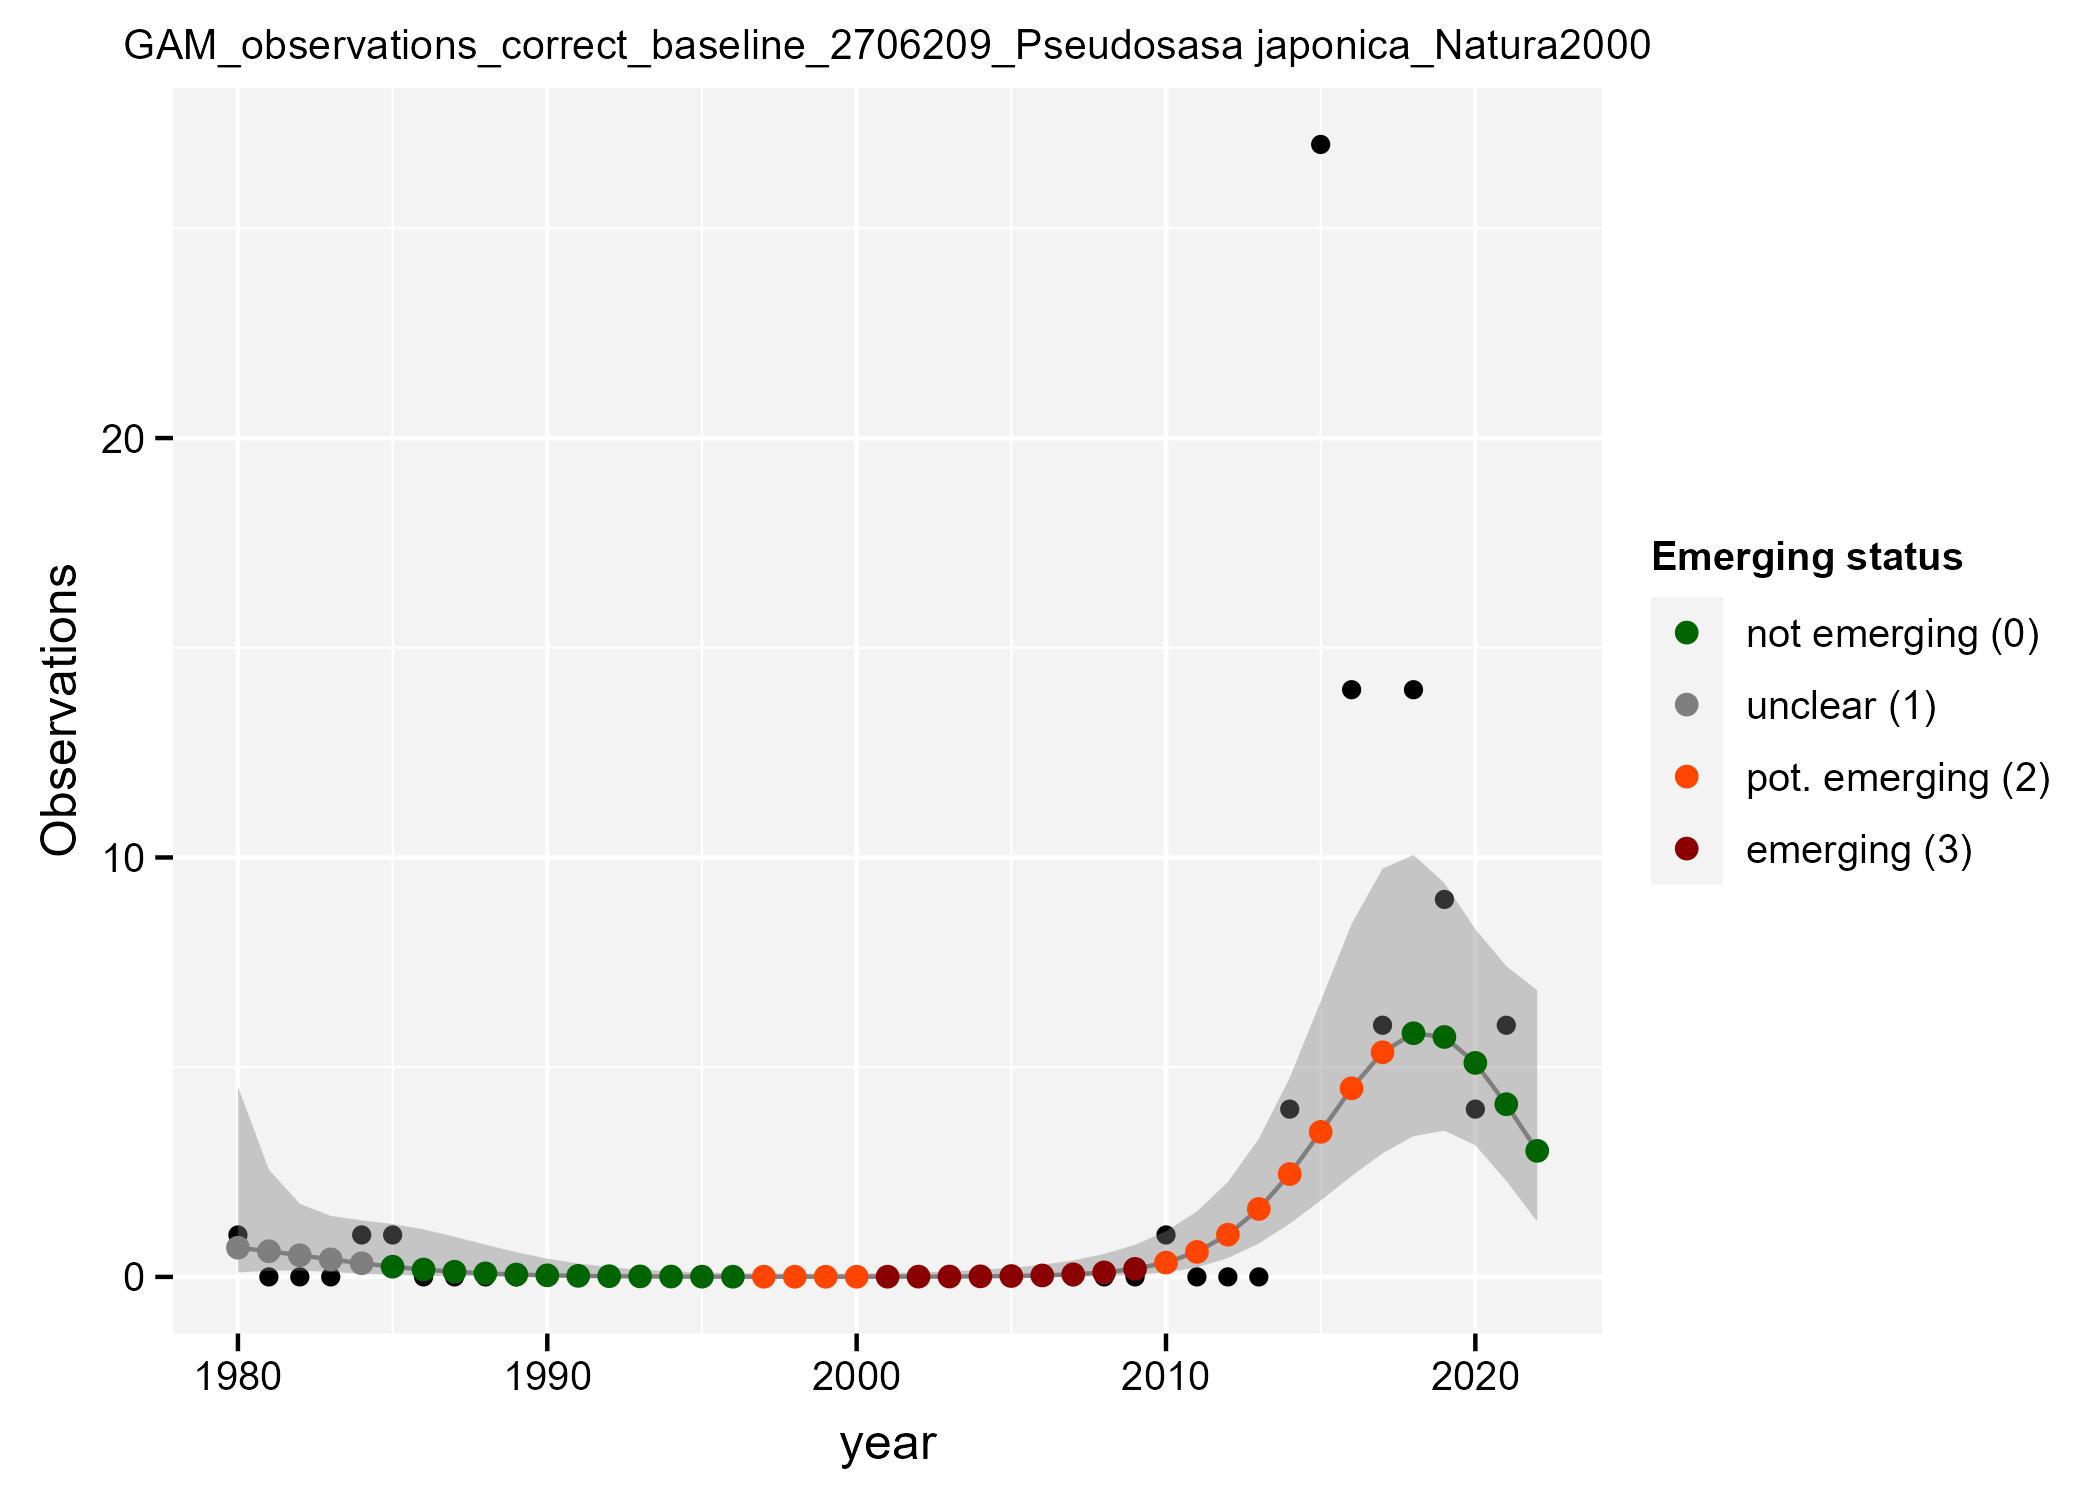 GAM_observations_correct_baseline_2706209_Pseudosasa japonica_Natura2000
Observations
20
10
0
1980
1990
2000
2010
2020
year
Emerging status
not emerging (0)
unclear (1)
pot. emerging (2)
emerging (3)